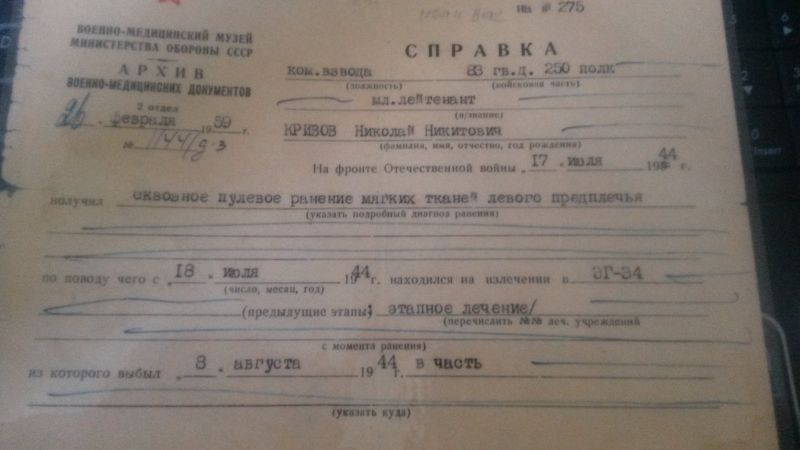 на № 275
ВОЕННО-МЕДИЦИНСКИЙ МУЗЕЙ
МИНИСТЕРСТВА ОБОРОНЫ СССР
АРХИВ
ВОЕННО-МЕДИЦИНСКИХ ДОКУМЕНТОВ
2 отдел
26 . февраля 1959 г.
№
СПРАВКА
ком.взвода 83 гв.д. 250 полк
(должность) (войсковой часть)
мл.лейтенант
(звание)
КРИВОВ Николай Никитович
(фамилия, имя, отчество, год рождения)
На фронте Отечественной войны „17 . июля 1944 г.
получил сквозное пулевое ранение мягких тканей левого предплечья
(указать подробный диагноз ранения)
по поводу чего с „18 . июля 1944 г. находился на излечении в ЭГ-34
(число, месяц, год)
(предыдущие этапы; этапное лечение/
(перечислить №№ леч. учреждений
с момента ранения)
из которого выбыл „ 8 . августа 1944 г. в часть
(указать куда)